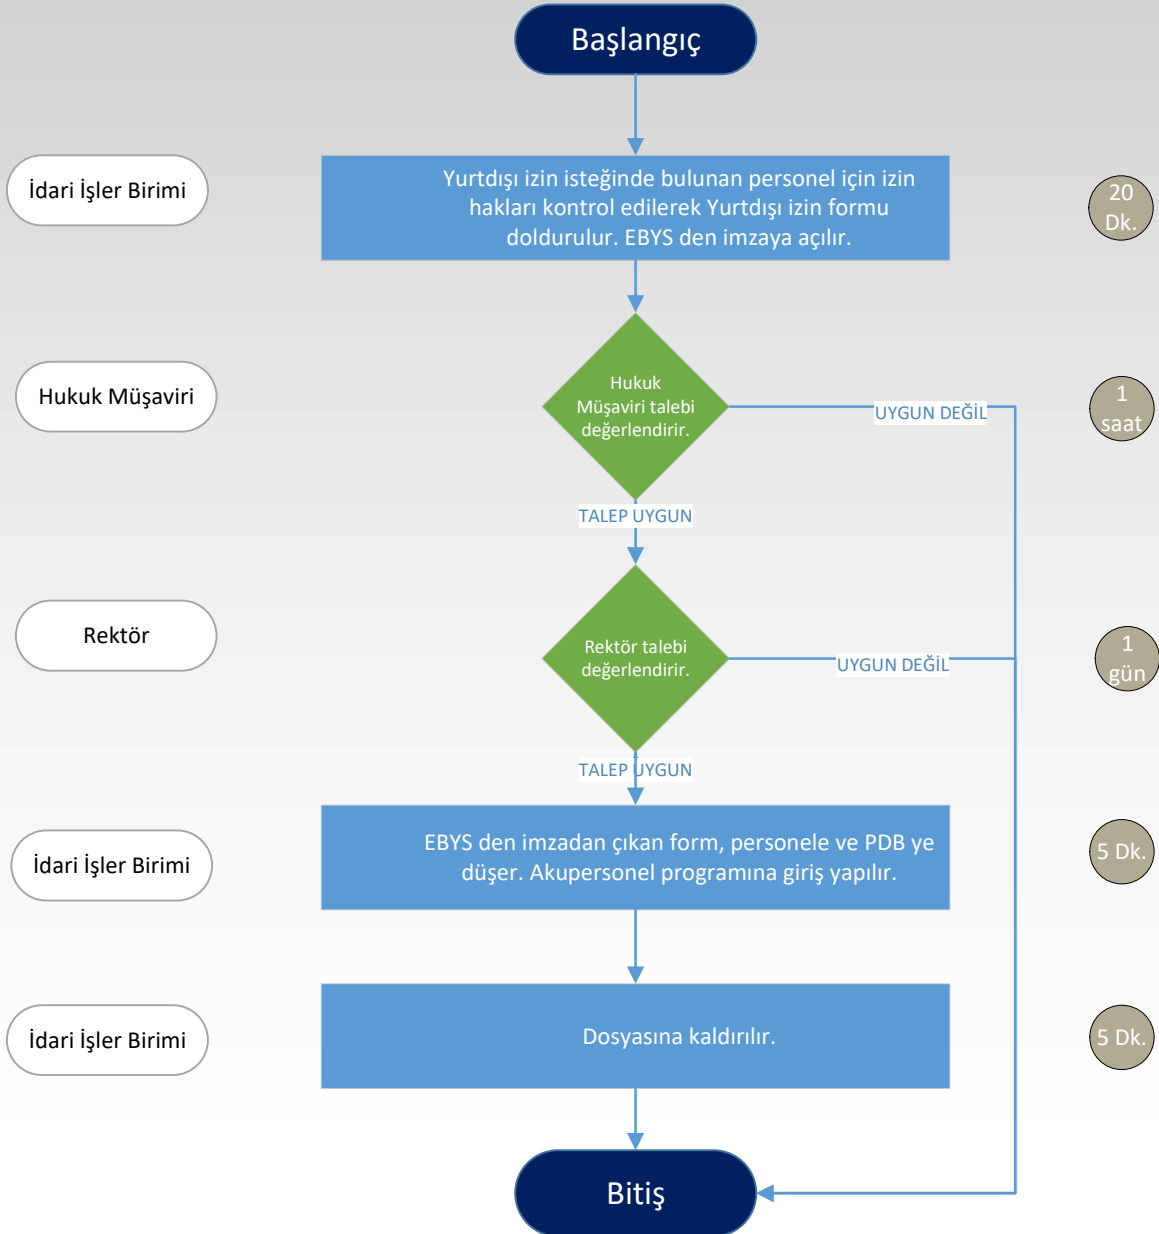 Başlangıç
İdari İşler Birimi
Yurtdışı izin isteğinde bulunan personel için izin
hakları kontrol edilerek Yurtdışı izin formu
doldurulur. EBYS den imzaya açılır.
20
Dk.
Hukuk Müşaviri
Hukuk
Müşaviri talebi
değerlendirir.
UYGUN DEĞİL
1
saat
TALEP UYGUN
Rektör
Rektör talebi
değerlendirir.
UYGUN DEĞİL
1
gün
TALEP UYGUN
İdari İşler Birimi
EBYS den imzadan çıkan form, personele ve PDB ye
düşer. Akupersonel programına giriş yapılır.
5 Dk.
İdari İşler Birimi
Dosyasına kaldırılır.
5 Dk.
Bitiş